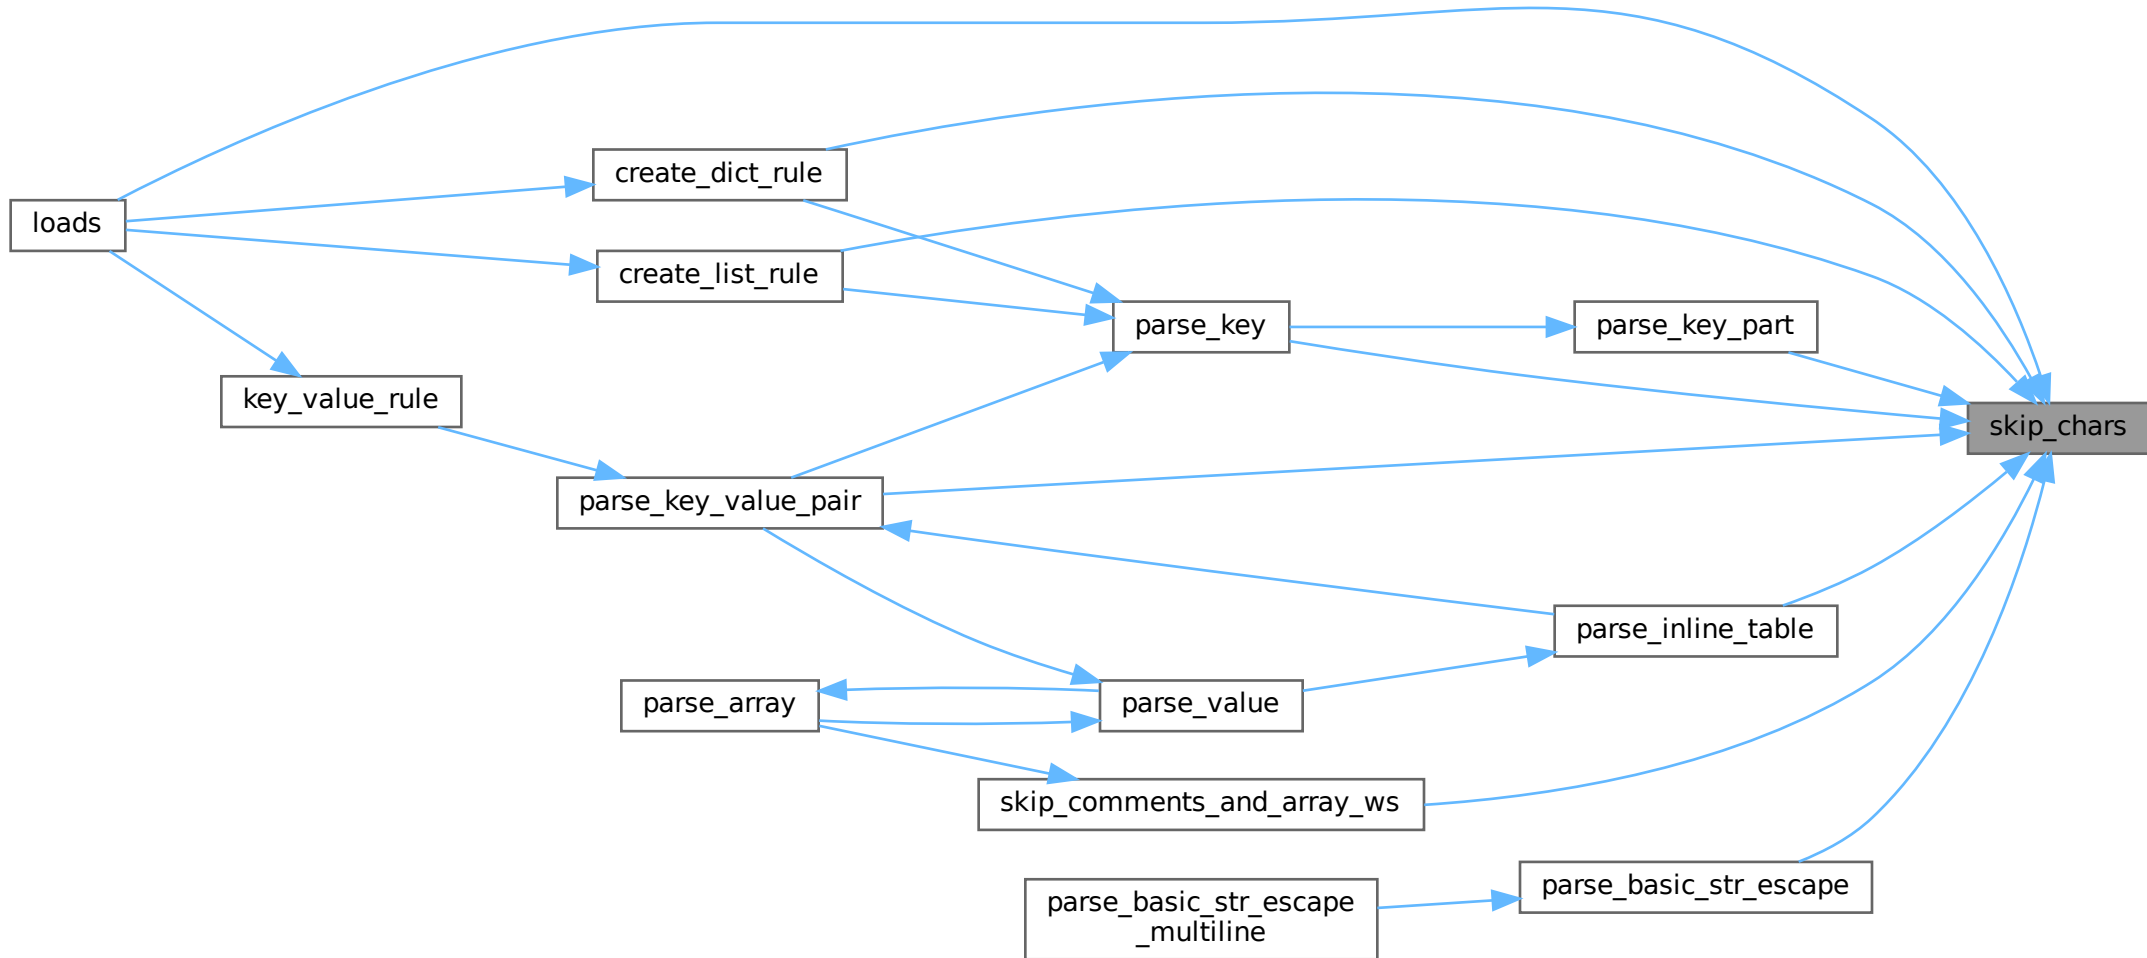 create_dict_rule
loads
create_list_rule
parse_key
parse_key_part
key_value_rule
skip_chars
parse_key_value_pair
parse_inline_table
parse_array
parse_value
skip_comments_and_array_ws
parse_basic_str_escape
parse_basic_str_escape
_multiline